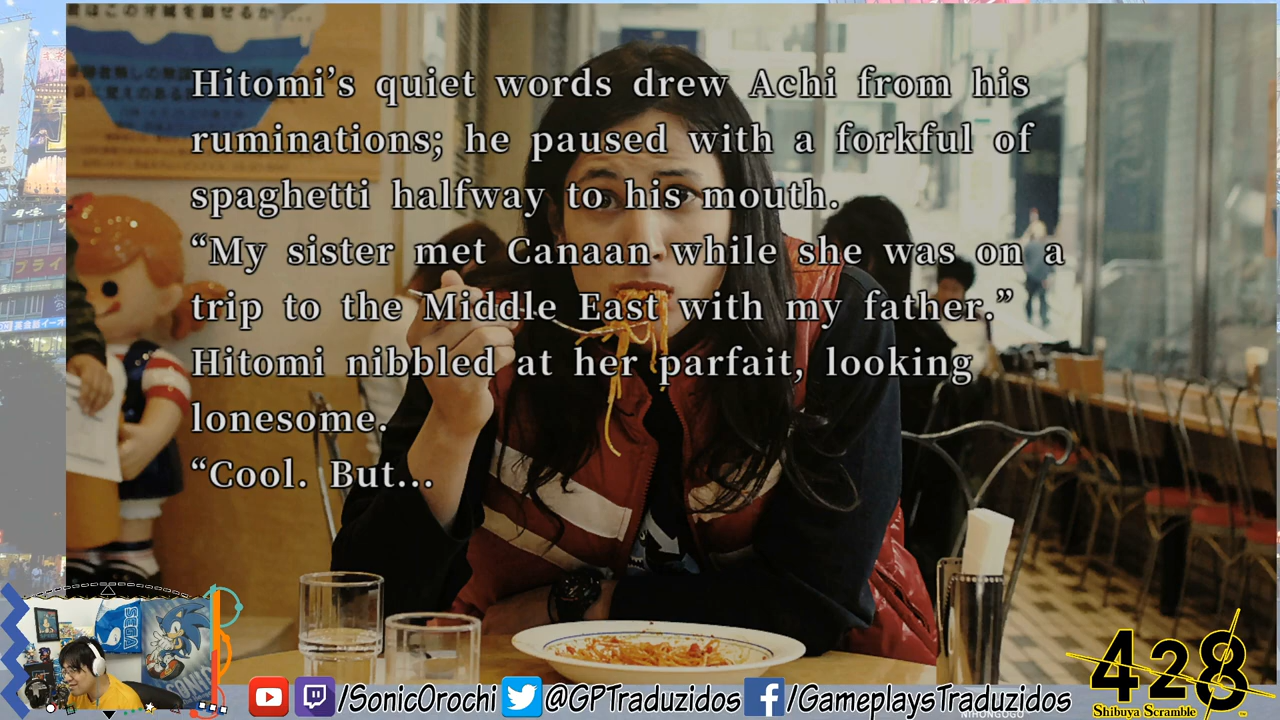 Hitomi’s quiet words drew Achi from his
ruminations; he paused with a forkful of
spaghetti halfway to his mouth.
“My sister met Canaan while she was on a
trip to the Middle East with my father.”
Hitomi nibbled at her parfait, looking
lonesome.
“Cool. But...
SEGA
SONIC
/SonicOrochi @GPTraduzidos /GameplaysTraduzidos
428
Shibuya Scramble